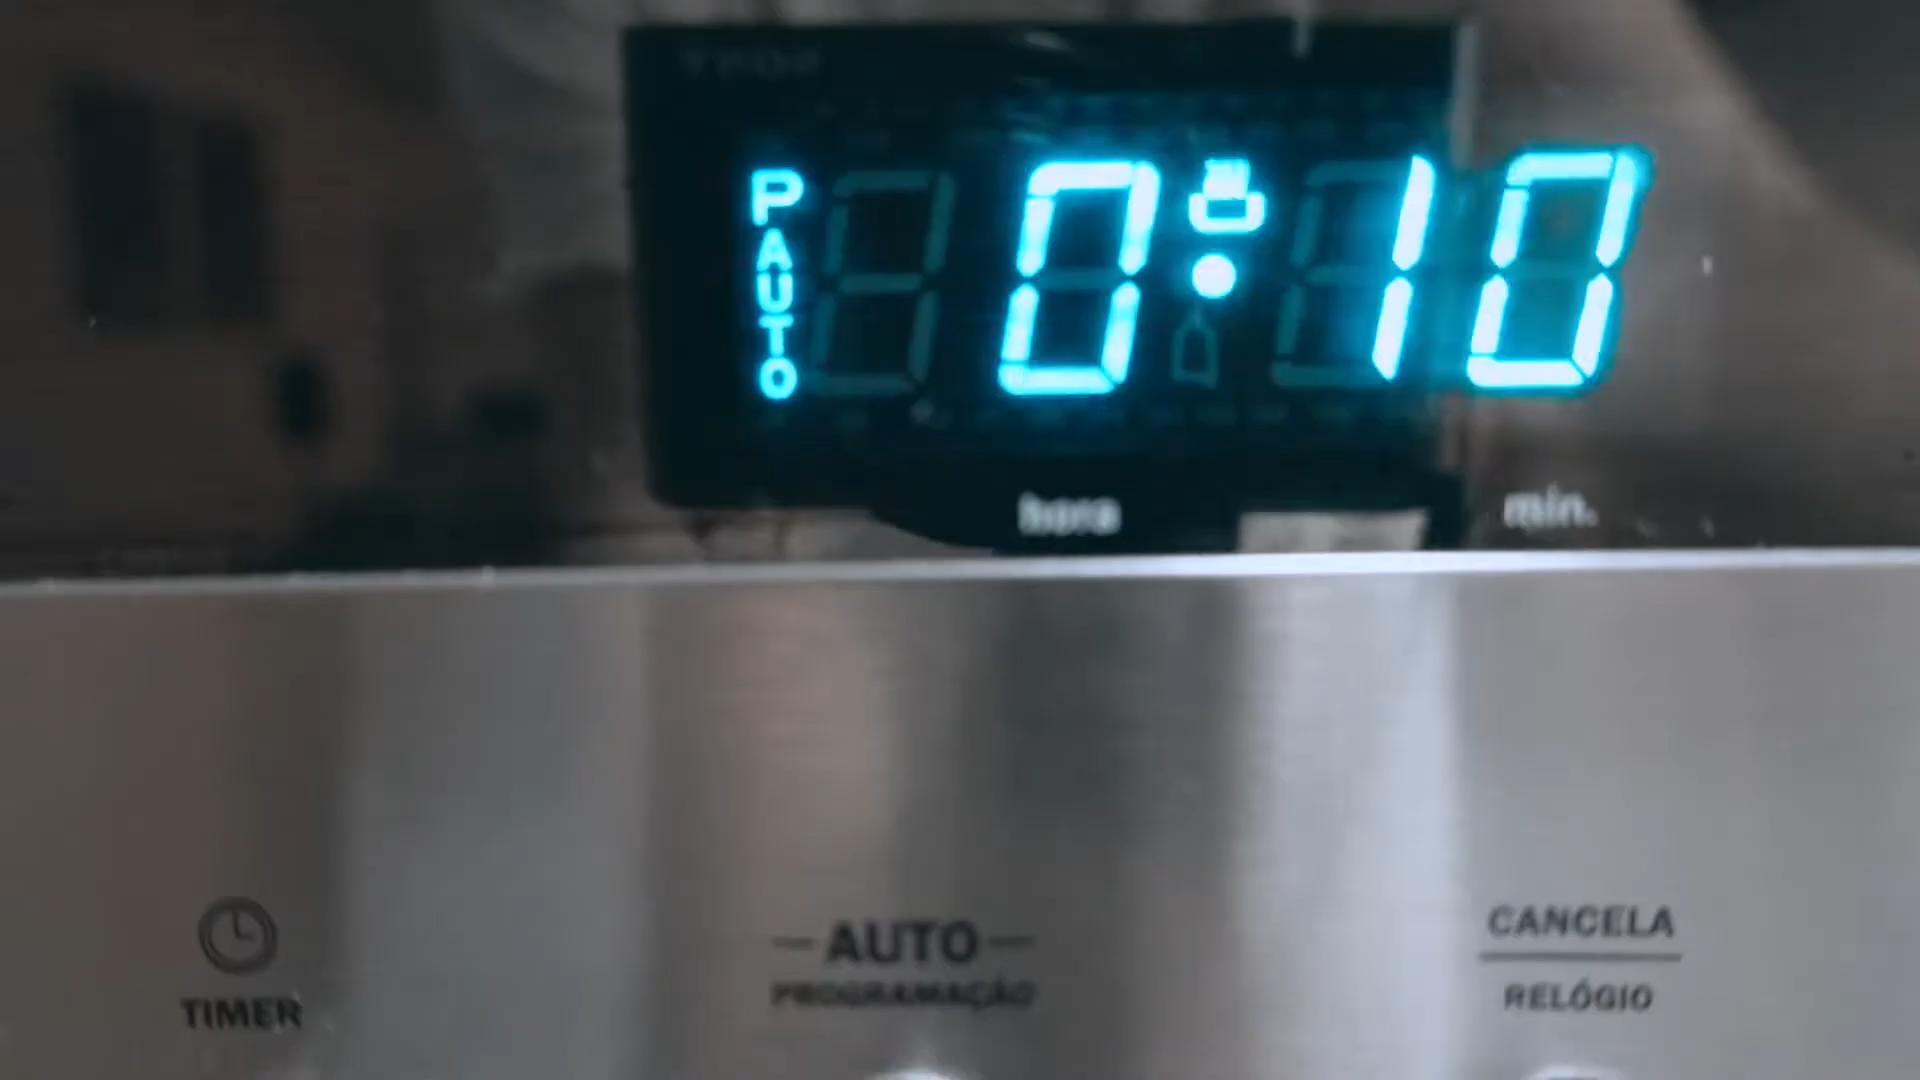 P
AUTO
0:10
hora
min.
TIMER
AUTO
PROGRAMAÇÃO
CANCELA
RELÓGIO